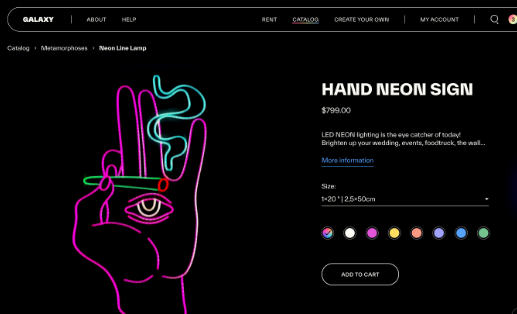 GALAXY
ABOUT
HELP
RENT
CATALOG
CREATE YOUR OWN
MY ACCOUNT
Catalog › Metamorphoses › Neon Line Lamp
HAND NEON SIGN
$799.00
LED NEON lighting is the eye catcher of today!
Brighten up your wedding, events, foodtruck, the wall...
More information
Size:
1×20 " | 2,5×50cm
ADD TO CART